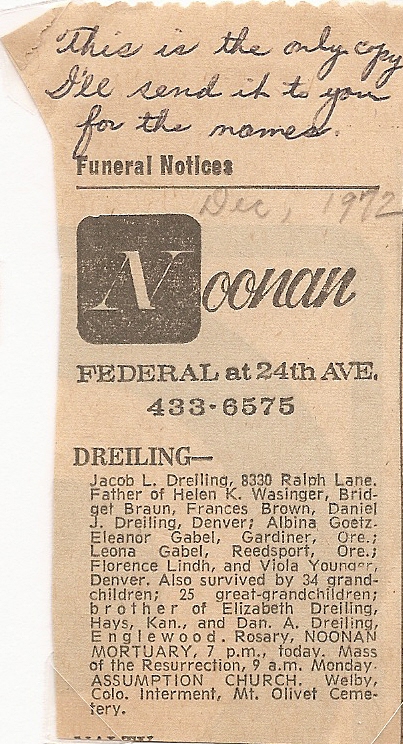 This is the only copy
I'll send it to you
for the names.
Funeral Notices
Dec, 1972
Noonan
FEDERAL at 24th AVE.
433-6575
DREILING—
Jacob L. Dreiling, 8330 Ralph Lane.
Father of Helen K. Wasinger, Brid-
get Braun, Frances Brown, Daniel
J. Dreiling, Denver; Albina Goetz.
Eleanor Gabel, Gardiner, Ore.;
Leona Gabel, Reedsport, Ore.;
Florence Lindh, and Viola Younger,
Denver. Also survived by 34 grand-
children; 25 great-grandchildren;
brother of Elizabeth Dreiling,
Hays, Kan., and Dan. A. Dreiling,
Englewood. Rosary, NOONAN
MORTUARY, 7 p.m., today. Mass
of the Resurrection, 9 a.m. Monday.
ASSUMPTION CHURCH. Welby,
Colo. Interment, Mt. Olivet Ceme-
tery.